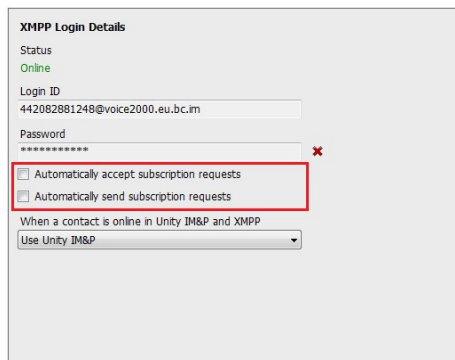 XMPP Login Details
Status
Online
Login ID
442082881248@voice2000.eu.bc.im
Password
***********
Automatically accept subscription requests
Automatically send subscription requests
When a contact is online in Unity IM&P and XMPP
Use Unity IM&P